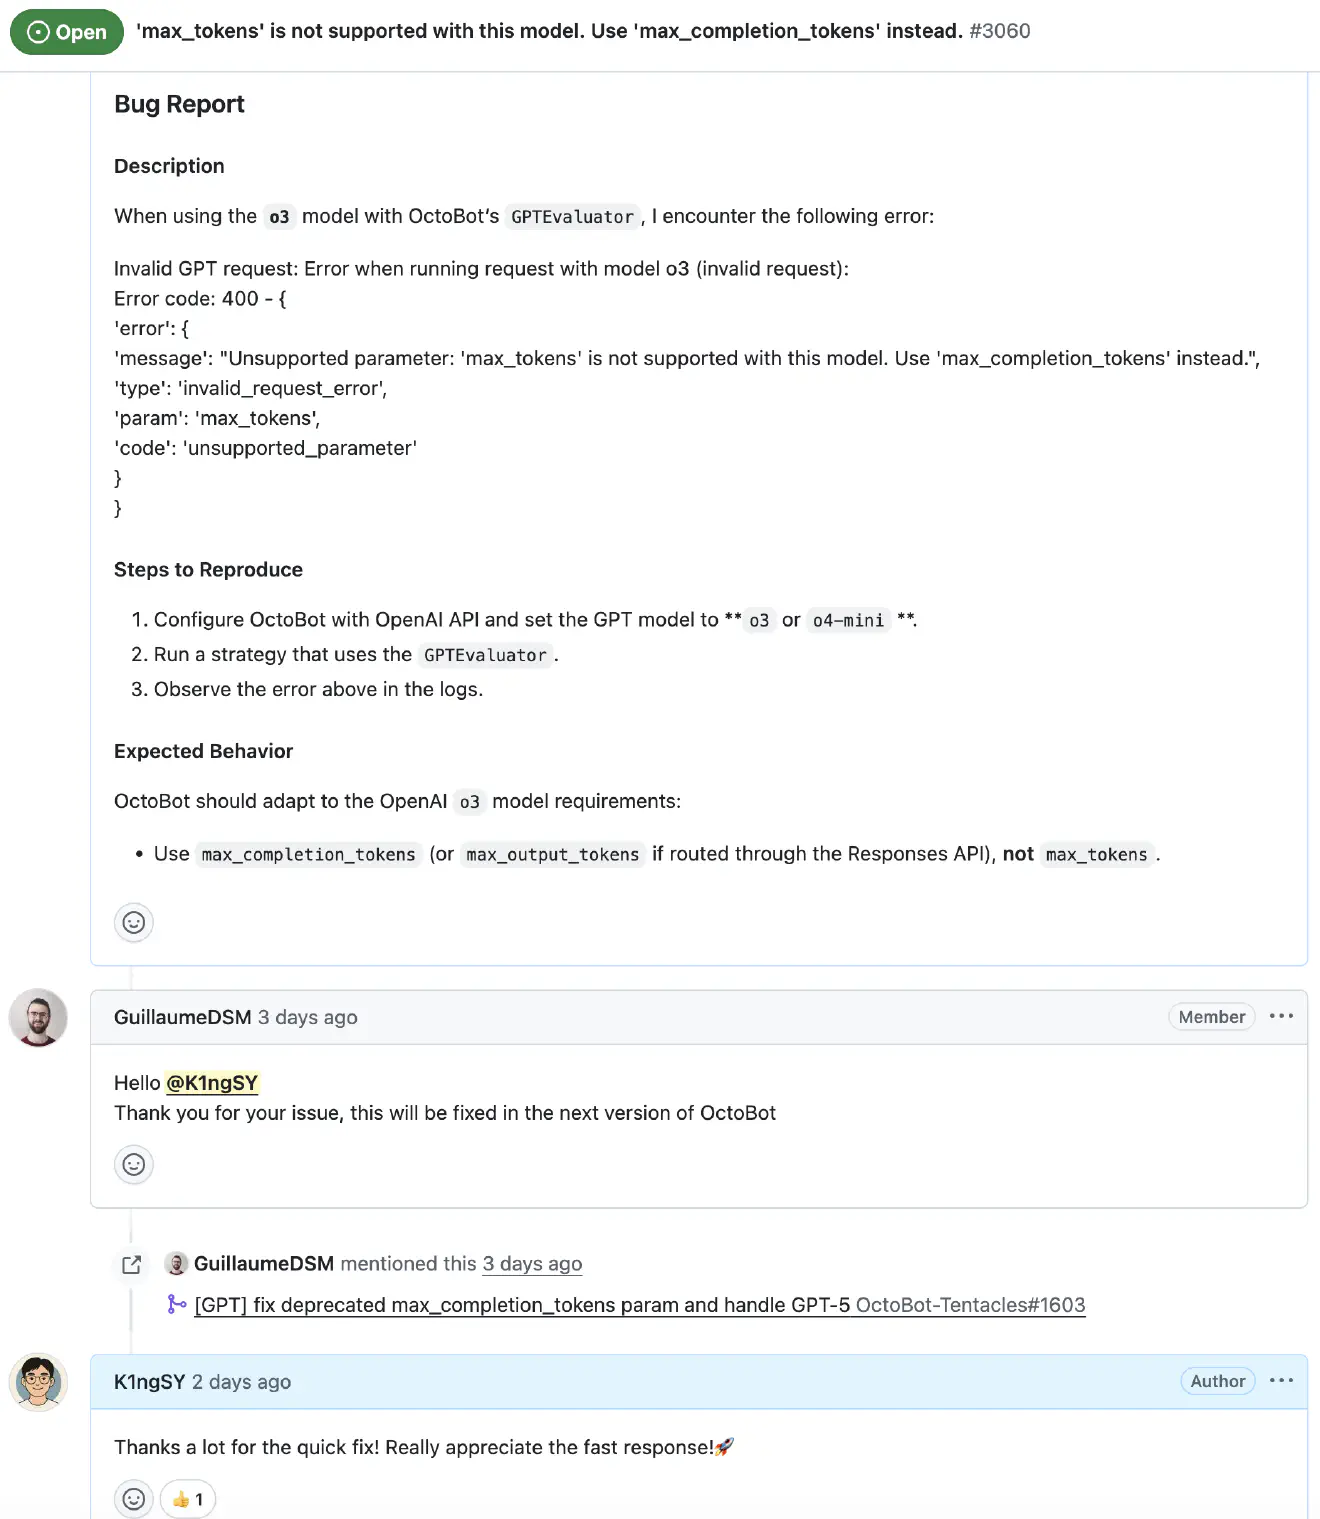 Open 'max_tokens' is not supported with this model. Use 'max_completion_tokens' instead. #3060
Bug Report
Description
When using the o3 model with OctoBot's GPTEvaluator, I encounter the following error:
Invalid GPT request: Error when running request with model o3 (invalid request):
Error code: 400 - {
'error': {
'message': "Unsupported parameter: 'max_tokens' is not supported with this model. Use 'max_completion_tokens' instead.",
'type': 'invalid_request_error',
'param': 'max_tokens',
'code': 'unsupported_parameter'
}
}
Steps to Reproduce
1. Configure OctoBot with OpenAI API and set the GPT model to ** o3 or o4-mini **.
2. Run a strategy that uses the GPTEvaluator.
3. Observe the error above in the logs.
Expected Behavior
OctoBot should adapt to the OpenAI o3 model requirements:
• Use max_completion_tokens (or max_output_tokens if routed through the Responses API), not max_tokens.
GuillaumeDSM 3 days ago Member ...
Hello @K1ngSY
Thank you for your issue, this will be fixed in the next version of OctoBot
GuillaumeDSM mentioned this 3 days ago
[GPT] fix deprecated max_completion_tokens param and handle GPT-5 OctoBot-Tentacles#1603
K1ngSY 2 days ago Author ...
Thanks a lot for the quick fix! Really appreciate the fast response!🚀
👍 1